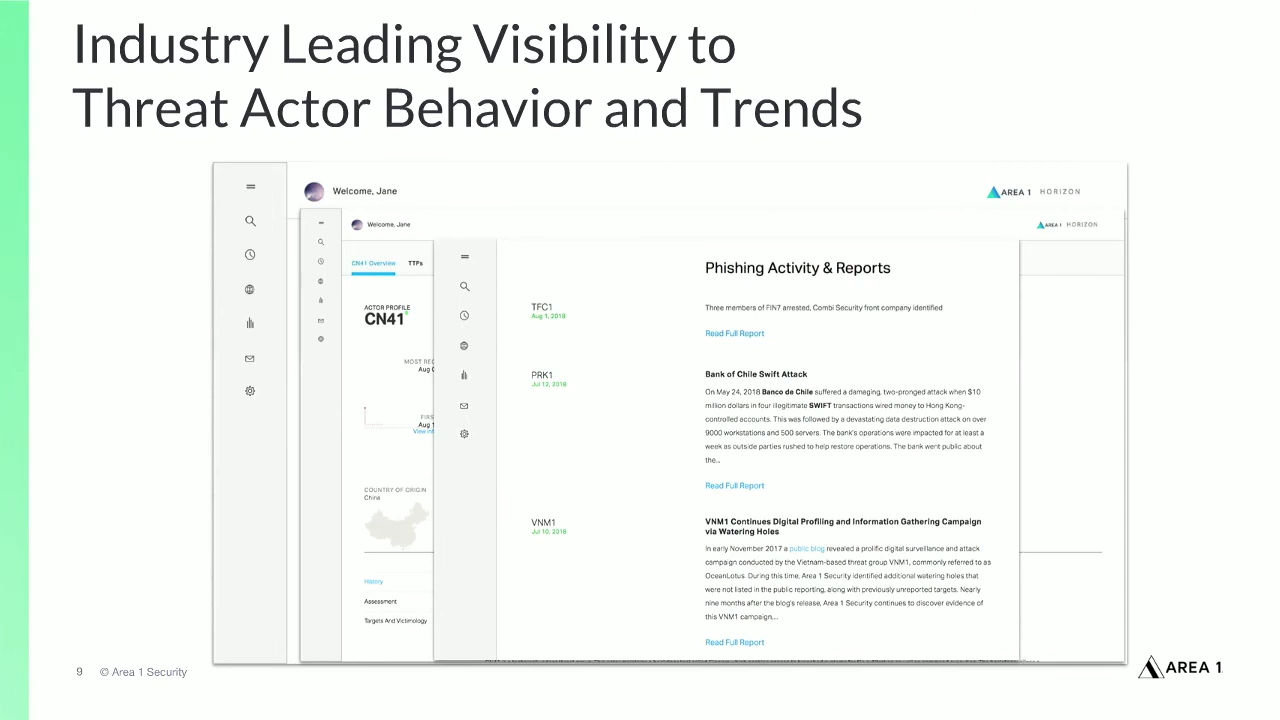 Industry Leading Visibility to
Threat Actor Behavior and Trends
Welcome, Jane
AREA 1 HORIZON
Welcome, Jane
AREA 1 HORIZON
CN41 Overview TTPs
ACTOR PROFILE
CN41
MOST REC
Aug
FIRS
Aug 1
View
COUNTRY OF ORIGIN
China
History
Assessment
Targets And Victimology
Phishing Activity & Reports
TFC1
Aug 1, 2018
Three members of FIN7 arrested, Combi Security front company identified
Read Full Report
PRK1
Jul 12, 2018
Bank of Chile Swift Attack
On May 24, 2018 Banco de Chile suffered a damaging, two-pronged attack when $10
million dollars in four illegitimate SWIFT transactions wired money to Hong Kong-
controlled accounts. This was followed by a devastating data destruction attack on over
9000 workstations and 500 servers. The bank's operations were impacted for at least a
week as outside parties rushed to help restore operations. The bank went public about
the...
Read Full Report
VNM1
Jul 10, 2018
VNM1 Continues Digital Profiling and Information Gathering Campaign
via Watering Holes
In early November 2017 a public blog revealed a prolific digital surveillance and attack
campaign conducted by the Vietnam-based threat group VNM1, commonly referred to as
OceanLotus. During this time, Area 1 Security identified additional watering holes that
were not listed in the public reporting, along with previously unreported targets. Nearly
nine months after the blog's release, Area 1 Security continues to discover evidence of
this VNM1 campaign,...
Read Full Report
9 © Area 1 Security
AREA 1